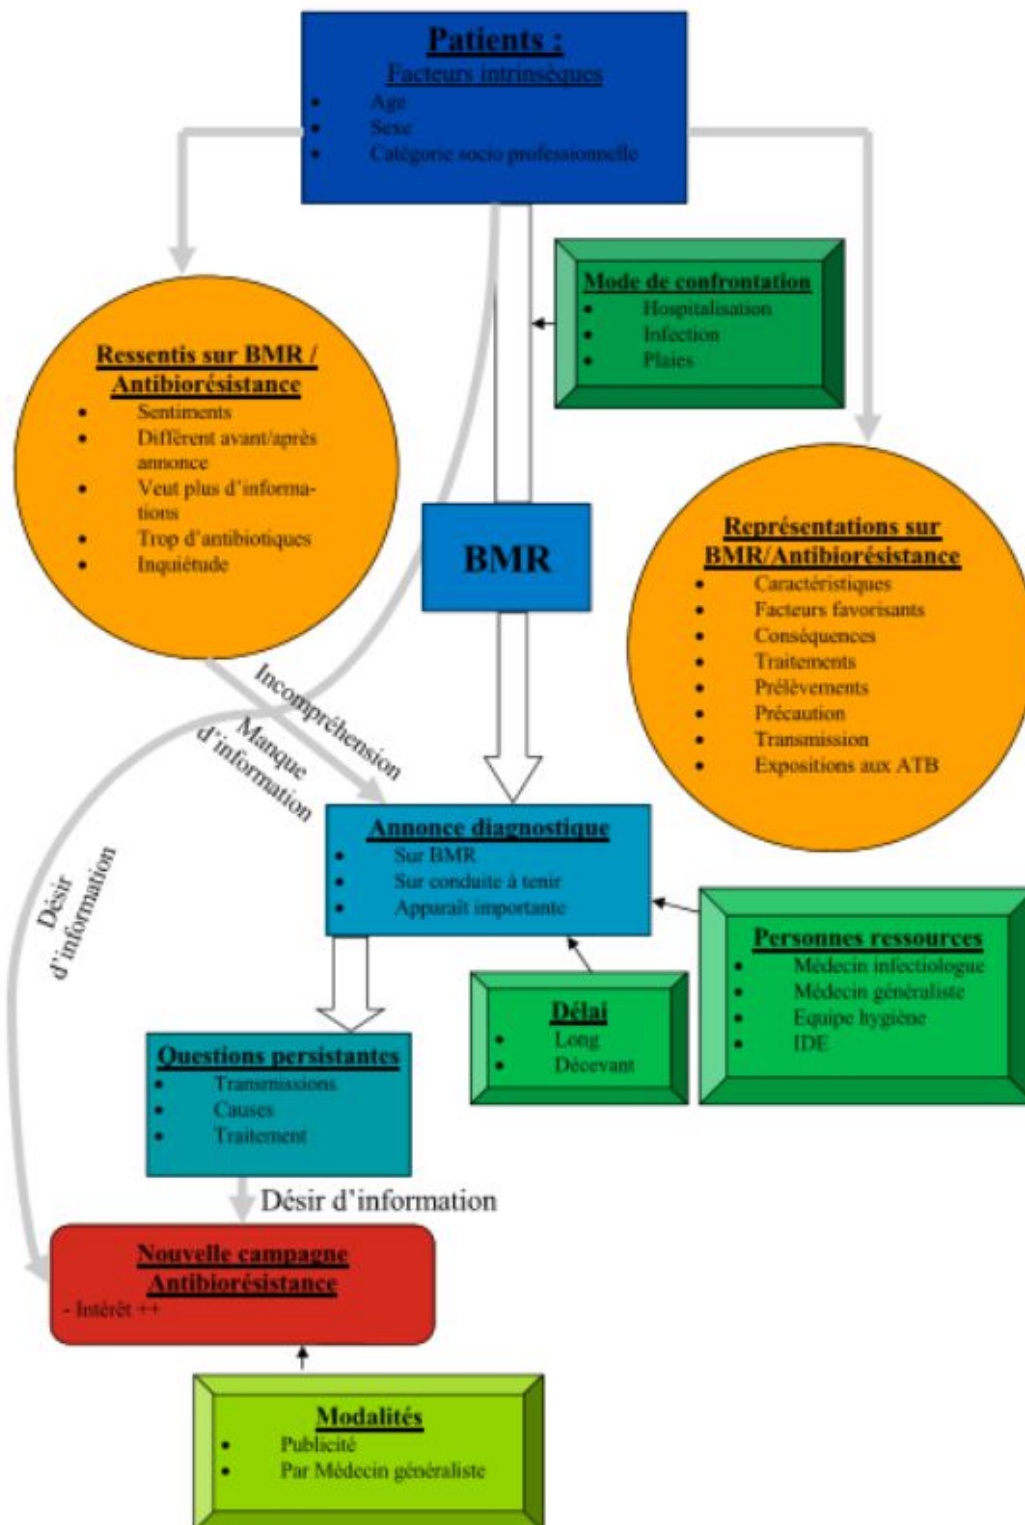 Patients :
Facteurs intrinsèques
• Age
• Sexe
• Catégorie socio professionnelle
Mode de confrontation
• Hospitalisation
• Infection
• Plaies
Ressentis sur BMR /
Antibiorésistance
• Sentiments
• Diffèrent avant/après
annonce
• Veut plus d'informa-
tions
• Trop d'antibiotiques
• Inquiétude
BMR
Représentations sur
BMR/Antibiorésistance
• Caractéristiques
• Facteurs favorisants
• Conséquences
• Traitements
• Prélèvements
• Précaution
• Transmission
• Expositions aux ATB
Incompréhension
Manque
d'information
Annonce diagnostique
• Sur BMR
• Sur conduite à tenir
• Apparaît importante
Désir
d'information
Personnes ressources
• Médecin infectiologue
• Médecin généraliste
• Equipe hygiène
• IDE
Délai
• Long
• Décevant
Questions persistantes
• Transmissions
• Causes
• Traitement
Désir d'information
Nouvelle campagne
Antibiorésistance
- Intérêt ++
Modalités
• Publicité
• Par Médecin généraliste